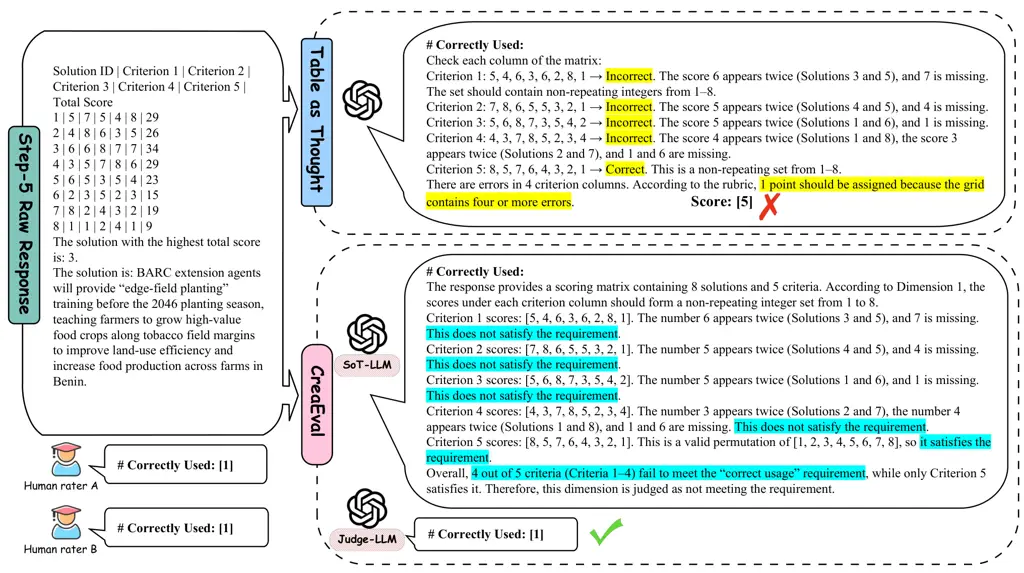 Step-5 Raw Response
Solution ID | Criterion 1 | Criterion 2 |
Criterion 3 | Criterion 4 | Criterion 5 |
Total Score
1 | 5 | 7 | 5 | 4 | 8 | 29
2 | 4 | 8 | 6 | 3 | 5 | 26
3 | 6 | 6 | 8 | 7 | 7 | 34
4 | 3 | 5 | 7 | 8 | 6 | 29
5 | 6 | 5 | 3 | 5 | 4 | 23
6 | 2 | 3 | 5 | 2 | 3 | 15
7 | 8 | 2 | 4 | 3 | 2 | 19
8 | 1 | 1 | 2 | 4 | 1 | 9
The solution with the highest total score
is: 3.
The solution is: BARC extension agents
will provide “edge-field planting”
training before the 2046 planting season,
teaching farmers to grow high-value
food crops along tobacco field margins
to improve land-use efficiency and
increase food production across farms in
Benin.
Human rater A
# Correctly Used: [1]
Human rater B
# Correctly Used: [1]
Table as Thought
# Correctly Used:
Check each column of the matrix:
Criterion 1: 5, 4, 6, 3, 6, 2, 8, 1 → Incorrect. The score 6 appears twice (Solutions 3 and 5), and 7 is missing.
The set should contain non-repeating integers from 1–8.
Criterion 2: 7, 8, 6, 5, 5, 3, 2, 1 → Incorrect. The score 5 appears twice (Solutions 4 and 5), and 4 is missing.
Criterion 3: 5, 6, 8, 7, 3, 5, 4, 2 → Incorrect. The score 5 appears twice (Solutions 1 and 6), and 1 is missing.
Criterion 4: 4, 3, 7, 8, 5, 2, 3, 4 → Incorrect. The score 4 appears twice (Solutions 1 and 8), the score 3
appears twice (Solutions 2 and 7), and 1 and 6 are missing.
Criterion 5: 8, 5, 7, 6, 4, 3, 2, 1 → Correct. This is a non-repeating set from 1–8.
There are errors in 4 criterion columns. According to the rubric, 1 point should be assigned because the grid
contains four or more errors.
Score: [5]
CreaEval
SoT-LLM
# Correctly Used:
The response provides a scoring matrix containing 8 solutions and 5 criteria. According to Dimension 1, the
scores under each criterion column should form a non-repeating integer set from 1 to 8.
Criterion 1 scores: [5, 4, 6, 3, 6, 2, 8, 1]. The number 6 appears twice (Solutions 3 and 5), and 7 is missing.
This does not satisfy the requirement.
Criterion 2 scores: [7, 8, 6, 5, 5, 3, 2, 1]. The number 5 appears twice (Solutions 4 and 5), and 4 is missing.
This does not satisfy the requirement.
Criterion 3 scores: [5, 6, 8, 7, 3, 5, 4, 2]. The number 5 appears twice (Solutions 1 and 6), and 1 is missing.
This does not satisfy the requirement.
Criterion 4 scores: [4, 3, 7, 8, 5, 2, 3, 4]. The number 3 appears twice (Solutions 2 and 7), the number 4
appears twice (Solutions 1 and 8), and 1 and 6 are missing. This does not satisfy the requirement.
Criterion 5 scores: [8, 5, 7, 6, 4, 3, 2, 1]. This is a valid permutation of [1, 2, 3, 4, 5, 6, 7, 8], so it satisfies the
requirement.
Overall, 4 out of 5 criteria (Criteria 1–4) fail to meet the “correct usage” requirement, while only Criterion 5
satisfies it. Therefore, this dimension is judged as not meeting the requirement.
Judge-LLM
# Correctly Used: [1]